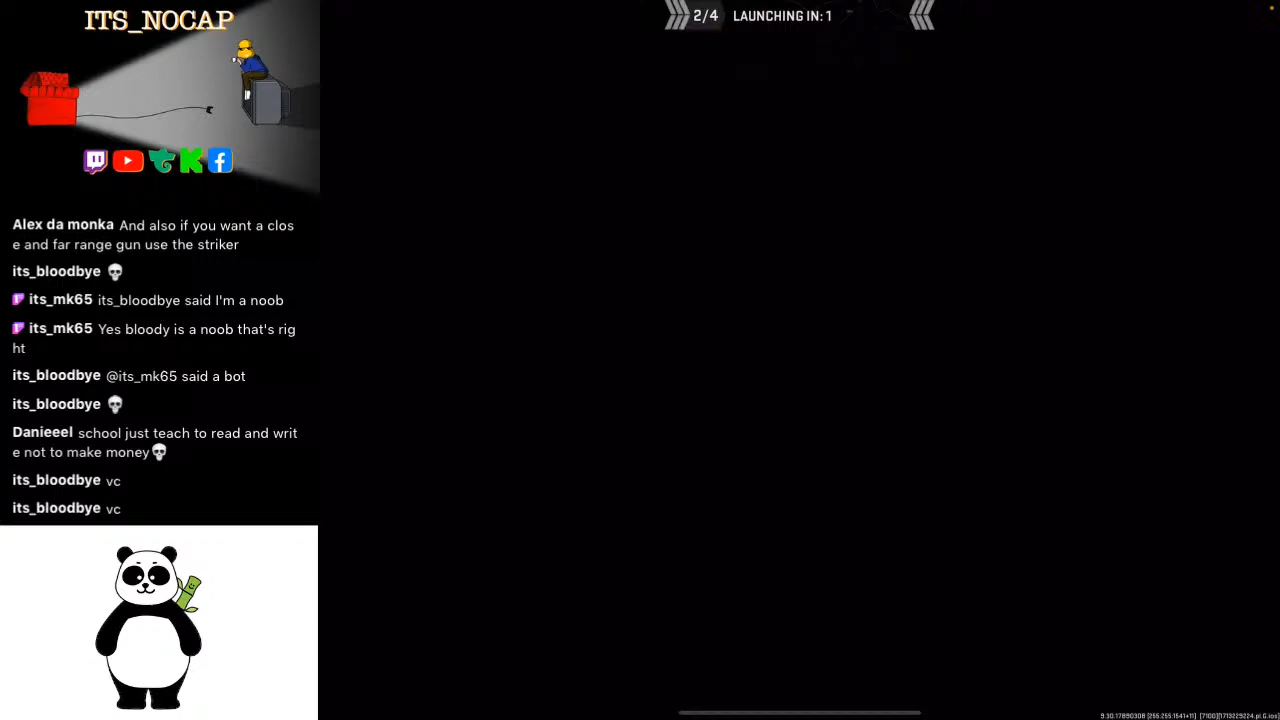 ITS_NOCAP
2/4 LAUNCHING IN: 1
Alex da monka And also if you want a clos
e and far range gun use the striker
its_bloodbye 💀
its_mk65 its_bloodbye said I'm a noob
its_mk65 Yes bloody is a noob that's rig
ht
its_bloodbye @its_mk65 said a bot
its_bloodbye 💀
Danieeel school just teach to read and writ
e not to make money💀
its_bloodbye vc
its_bloodbye vc